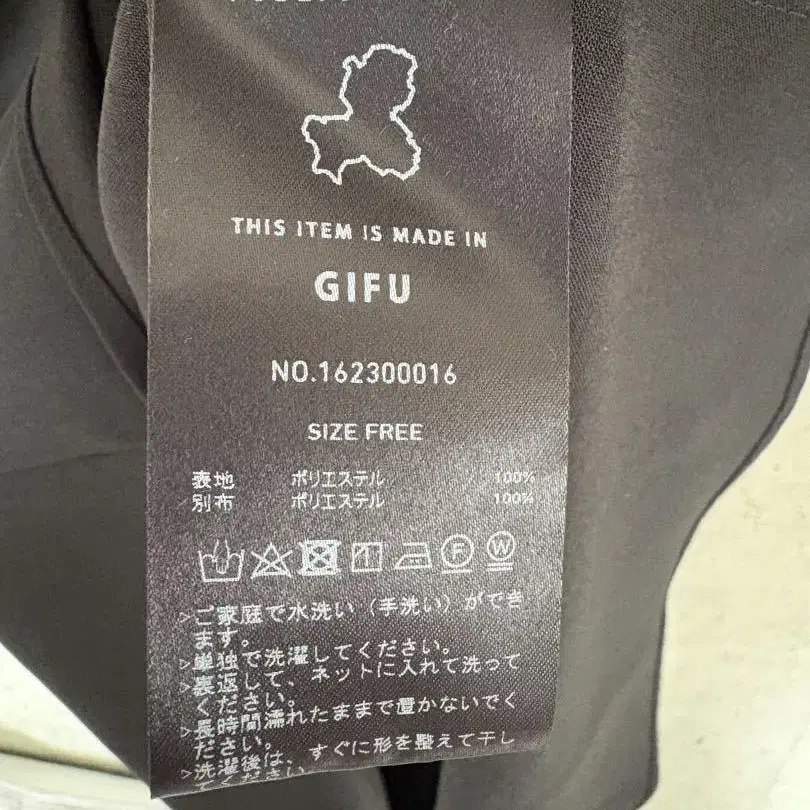 THIS ITEM IS MADE IN
GIFU
NO.162300016
SIZE FREE
表地 ポリエステル 100%
別布 ポリエステル 100%
F W
>ご家庭で水洗い（手洗い）ができ
ます。
>単独で洗濯してください。
>裏返して、ネットに入れて洗って
ください。
>長時間濡れたままで置かないでく
ださい。
>洗濯後は、すぐに形を整えて干し
てください